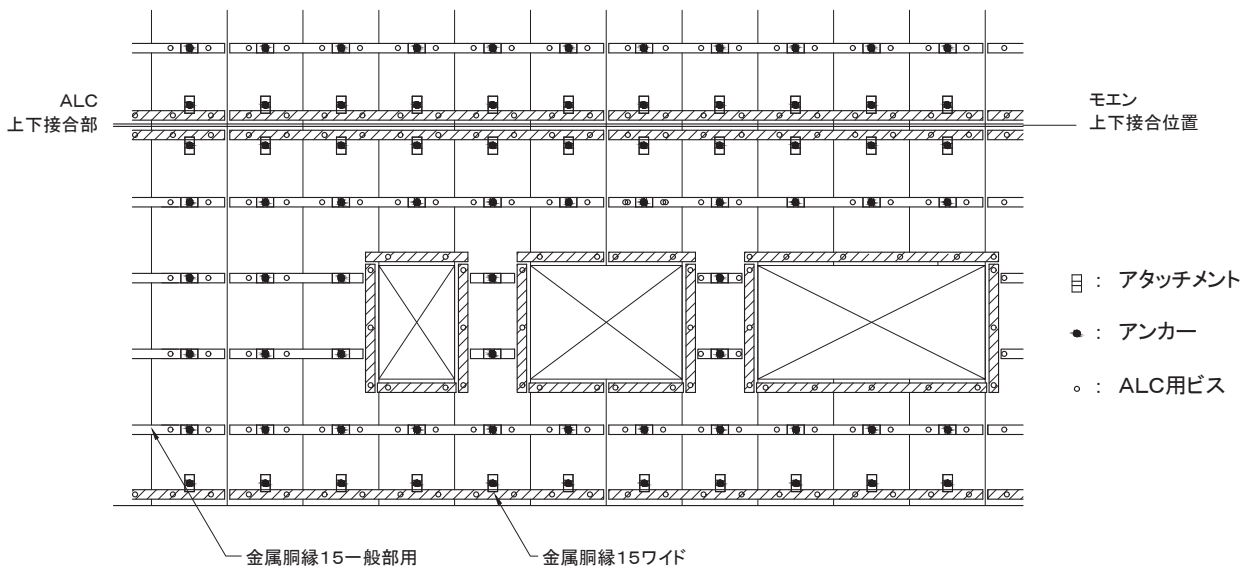 ALC
上下接合部
モエン
上下接合位置
： アタッチメント
： アンカー
： ALC用ビス
金属胴縁15一般部用
金属胴縁15ワイド